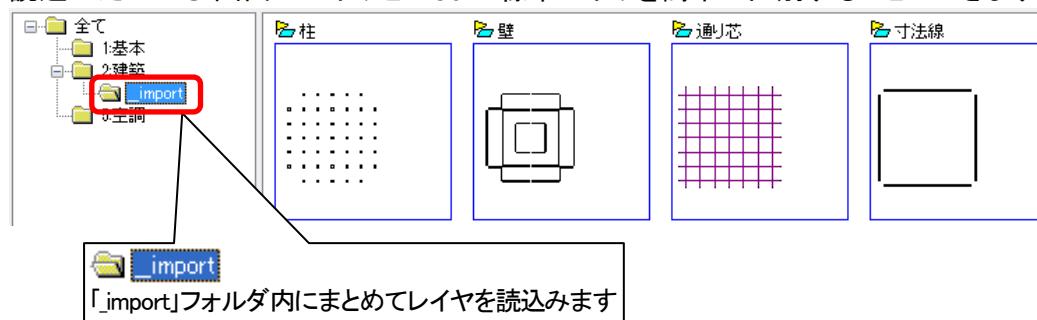 全て
1:基本
2:建築
_import
3:空調
柱
壁
通り芯
寸法線
_import
「_import」フォルダ内にまとめてレイヤを読込みます